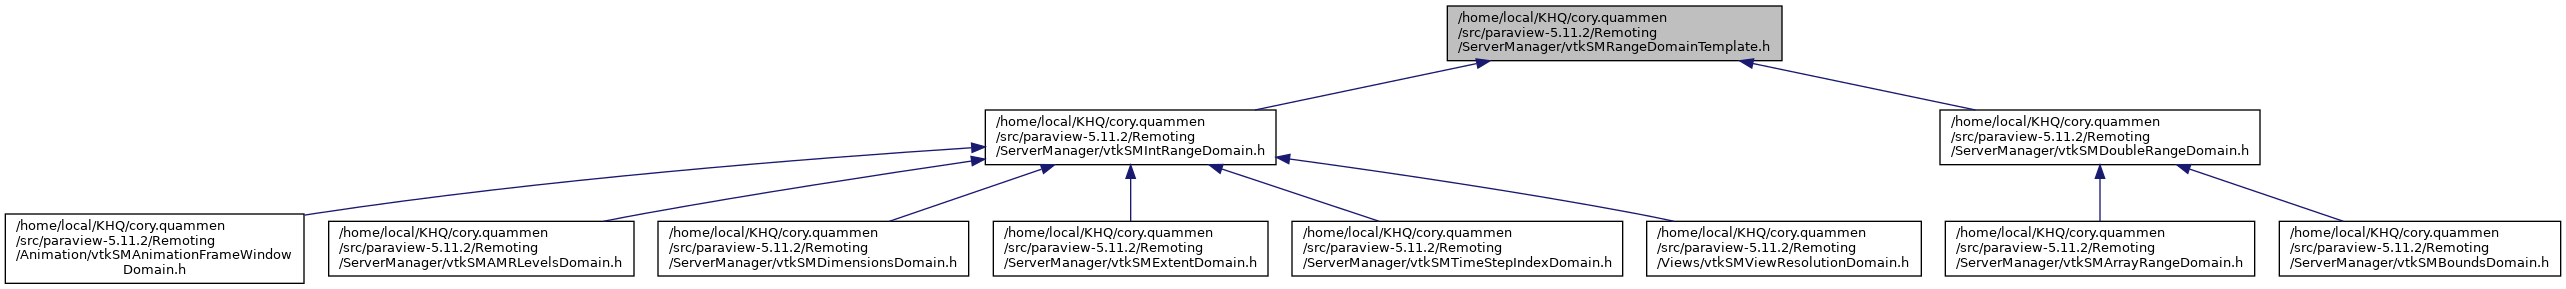 /home/local/KHQ/cory.quammen
/src/paraview-5.11.2/Remoting
/ServerManager/vtkSMRangeDomainTemplate.h
/home/local/KHQ/cory.quammen
/src/paraview-5.11.2/Remoting
/ServerManager/vtkSMIntRangeDomain.h
/home/local/KHQ/cory.quammen
/src/paraview-5.11.2/Remoting
/ServerManager/vtkSMDoubleRangeDomain.h
/home/local/KHQ/cory.quammen
/src/paraview-5.11.2/Remoting
/Animation/vtkSMAnimationFrameWindow
Domain.h
/home/local/KHQ/cory.quammen
/src/paraview-5.11.2/Remoting
/ServerManager/vtkSMAMRLevelsDomain.h
/home/local/KHQ/cory.quammen
/src/paraview-5.11.2/Remoting
/ServerManager/vtkSMDimensionsDomain.h
/home/local/KHQ/cory.quammen
/src/paraview-5.11.2/Remoting
/ServerManager/vtkSMExtentDomain.h
/home/local/KHQ/cory.quammen
/src/paraview-5.11.2/Remoting
/ServerManager/vtkSMTimeStepIndexDomain.h
/home/local/KHQ/cory.quammen
/src/paraview-5.11.2/Remoting
/Views/vtkSMViewResolutionDomain.h
/home/local/KHQ/cory.quammen
/src/paraview-5.11.2/Remoting
/ServerManager/vtkSMArrayRangeDomain.h
/home/local/KHQ/cory.quammen
/src/paraview-5.11.2/Remoting
/ServerManager/vtkSMBoundsDomain.h